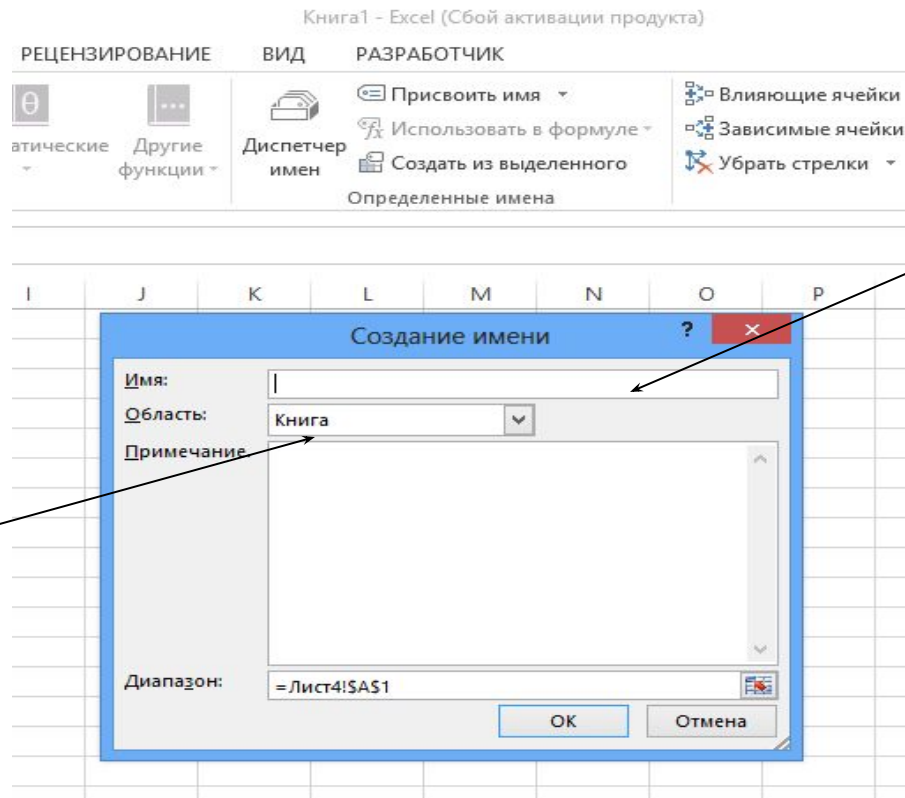 Книга1 - Excel (Сбой активации продукта)
РЕЦЕНЗИРОВАНИЕ ВИД РАЗРАБОТЧИК
θ
атические
Другие функции
Диспетчер имен
Присвоить имя
Использовать в формуле
Создать из выделенного
Определенные имена
Влияющие ячейки
Зависимые ячейки
Убрать стрелки
I J K L M N O P
Создание имени ?
Имя:
Область: Книга
Примечание:
Диапазон: =Лист4!$A$1
ОК Отмена